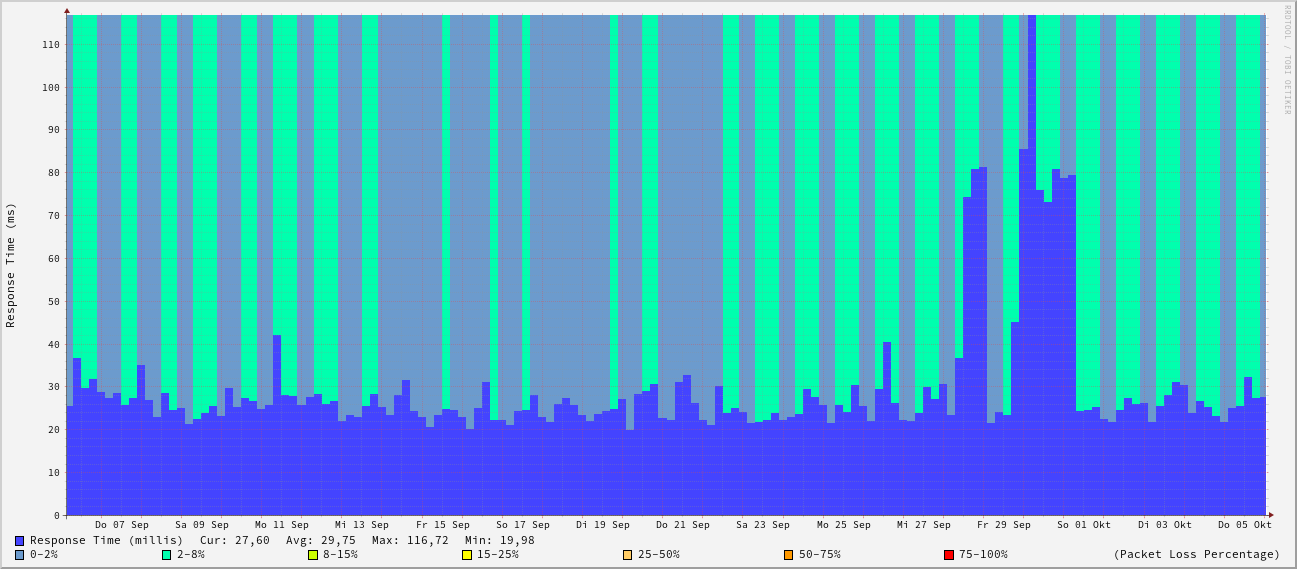 RRDTOOL / TOBI OETIKER
Response Time (ms)
110
100
90
80
70
60
50
40
30
20
10
0
Do 07 Sep Sa 09 Sep Mo 11 Sep Mi 13 Sep Fr 15 Sep So 17 Sep Di 19 Sep Do 21 Sep Sa 23 Sep Mo 25 Sep Mi 27 Sep Fr 29 Sep So 01 Okt Di 03 Okt Do 05 Okt
Response Time (millis) Cur: 27,60 Avg: 29,75 Max: 116,72 Min: 19,98
0-2% 2-8% 8-15% 15-25% 25-50% 50-75% 75-100% (Packet Loss Percentage)